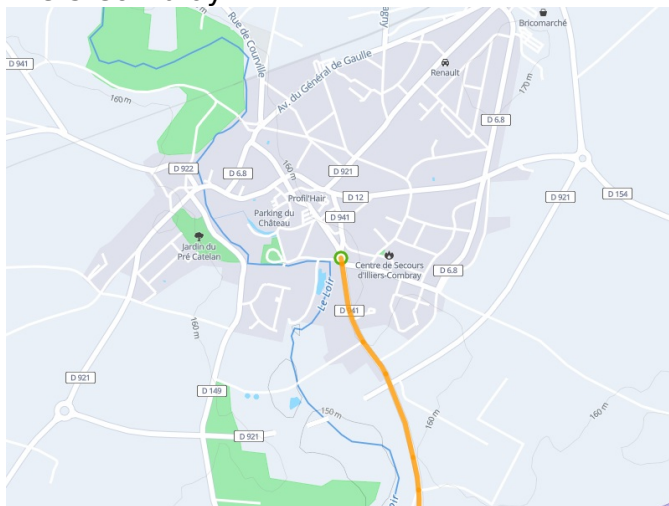 Rue de Courville
Bricomarché
D 941
Av. du Général de Gaulle
Renault
160 m
170 m
D 6.8
D 922
D 6.8
160 m
D 921
D 12
Profil'Hair
D 921
D 154
Parking du
Château
D 941
Jardin du
Pré Catelan
Centre de Secours
d'Illiers-Combray
D 6.8
Le Loir
160 m
D 921
D 149
150 m
160 m
160 m
D 921